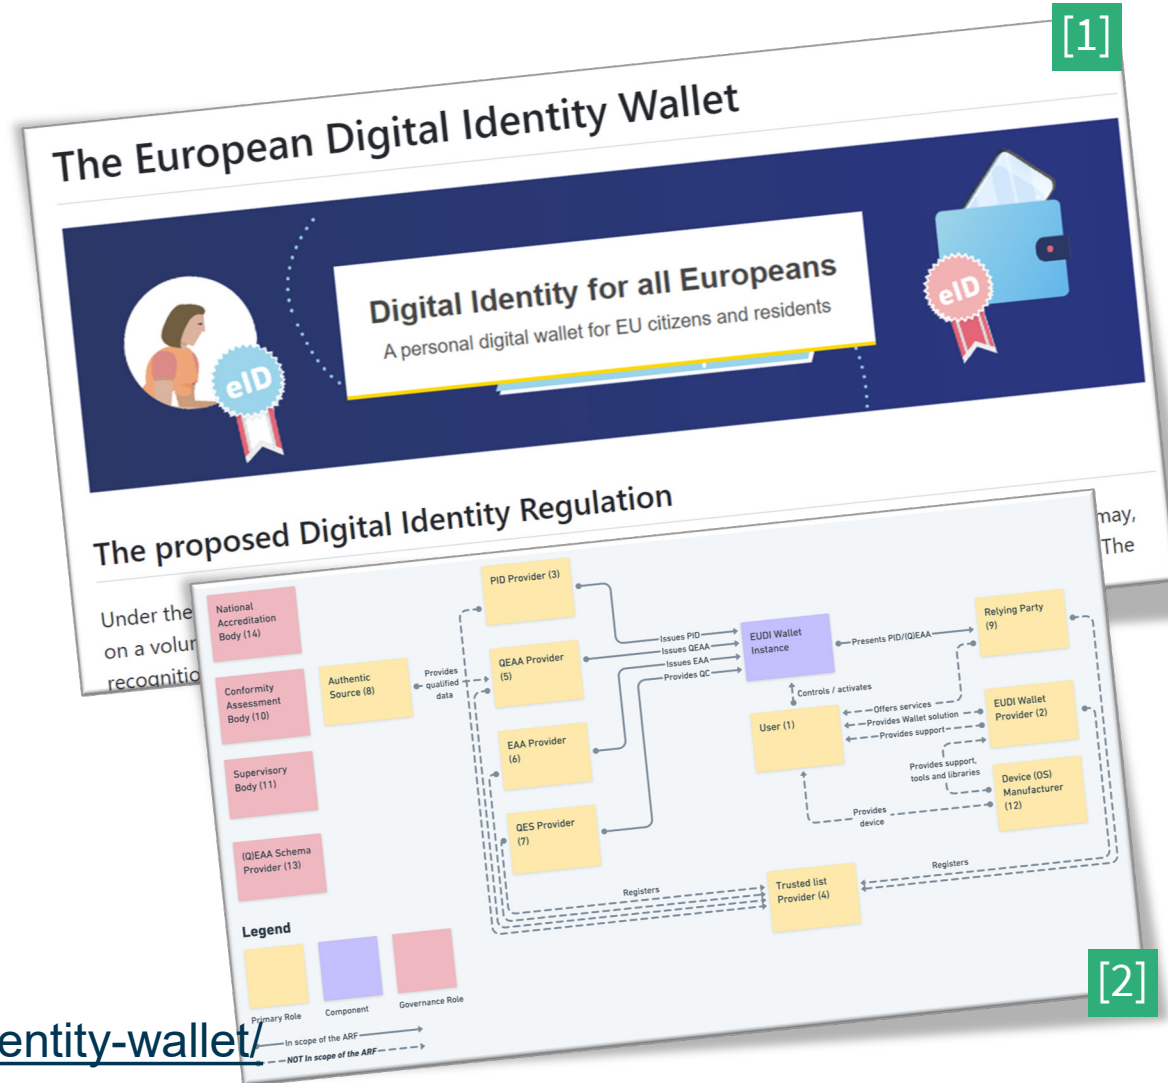 [1]
The European Digital Identity Wallet
Digital Identity for all Europeans
A personal digital wallet for EU citizens and residents
eID
eID
The proposed Digital Identity Regulation
Under the
may,
on a
The
National
Accreditation
Body (14)
Conformity
Assessment
Body (10)
Supervisory
Body (11)
(Q)EAA Schema
Provider (13)
Authentic
Source (8)
Provides
qualified
data
PID Provider (3)
QEAA Provider
(5)
EAA Provider
(6)
QES Provider
(7)
Issues PID
Issues QEAA
Issues EAA
Provides QC
EUDI Wallet
Instance
Presents PID/(Q)EAA
Relying Party
(9)
Controls / activates
User (1)
Offers services
Provides Wallet solution
Provides support
EUDI Wallet
Provider (2)
Provides support,
tools and libraries
Device (OS)
Manufacturer
(12)
Provides
device
Registers
Trusted list
Provider (4)
Registers
Legend
Primary Role
Component
Governance Role
In scope of the ARF
NOT In scope of the ARF
[2]
entity-wallet/